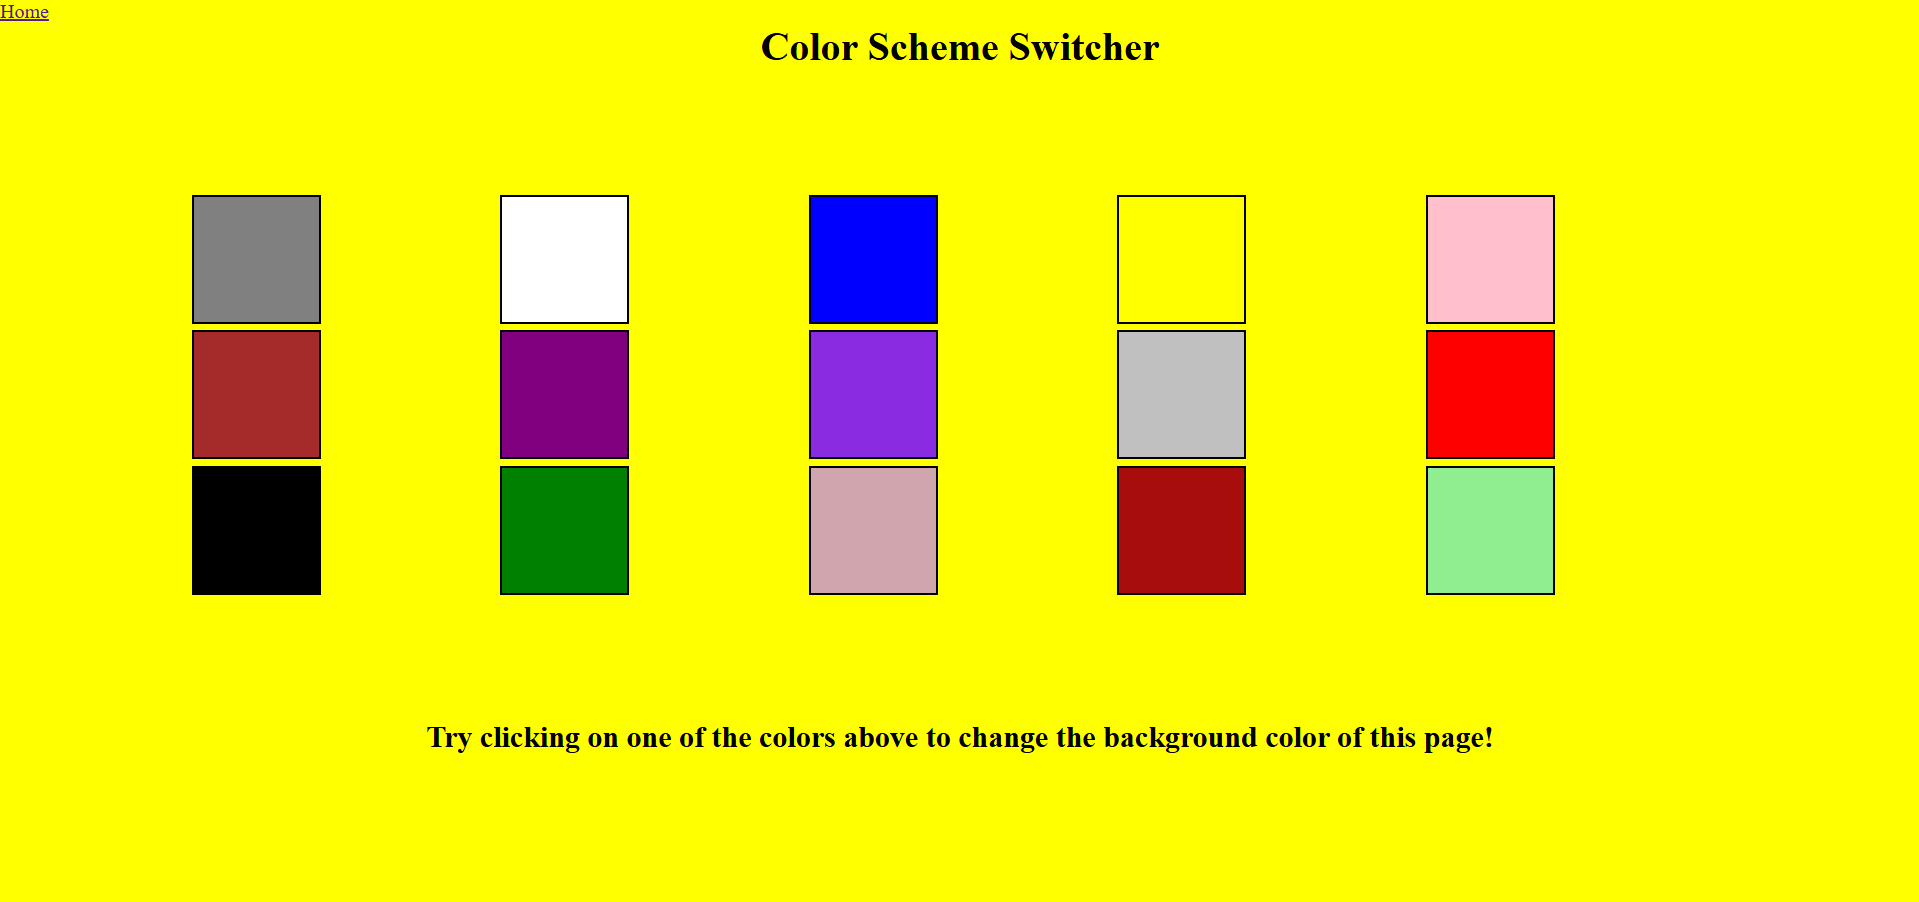 Home
Color Scheme Switcher
Try clicking on one of the colors above to change the background color of this page!